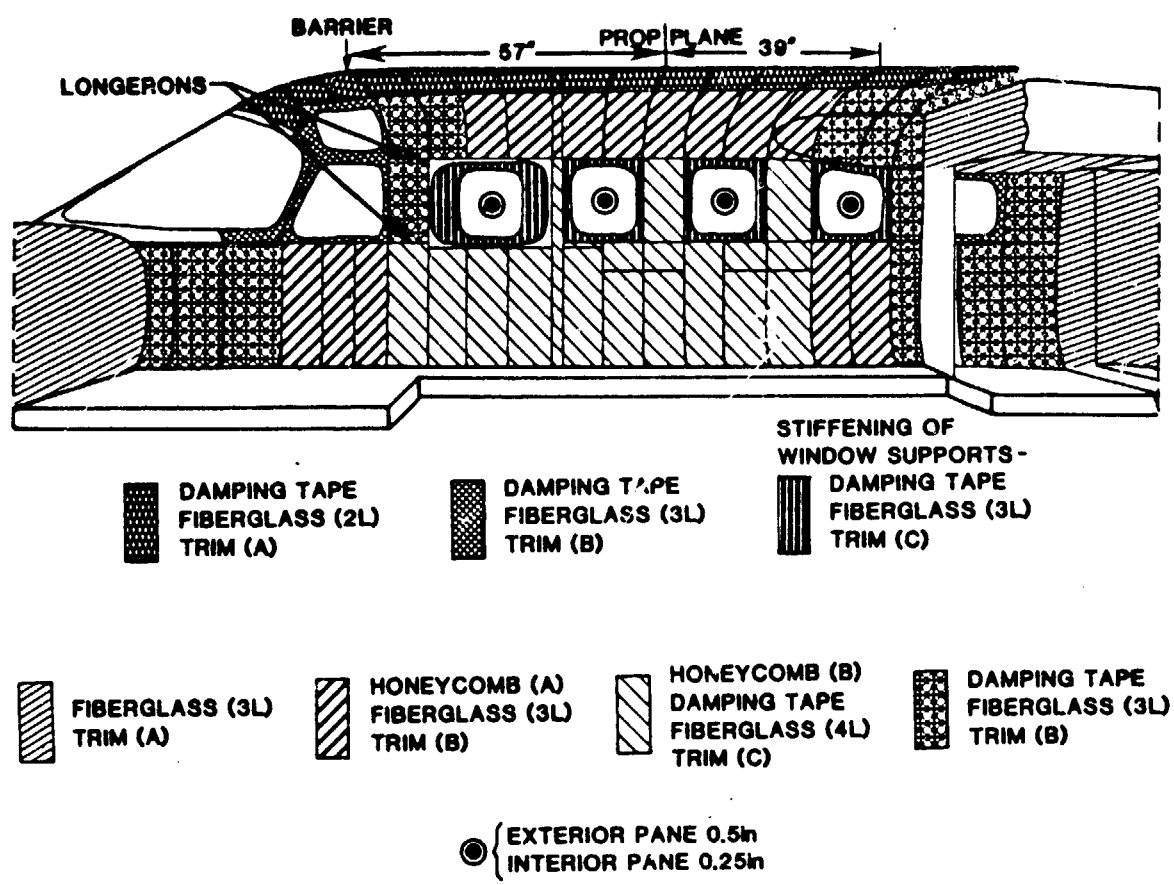 BARRIER
57"
PROP PLANE
39"
LONGERONS
STIFFENING OF
WINDOW SUPPORTS-
DAMPING TAPE
FIBERGLASS (3L)
TRIM (C)
DAMPING TAPE
FIBERGLASS (2L)
TRIM (A)
DAMPING TAPE
FIBERGLASS (3L)
TRIM (B)
FIBERGLASS (3L)
TRIM (A)
HONEYCOMB (A)
FIBERGLASS (3L)
TRIM (B)
HONEYCOMB (B)
DAMPING TAPE
FIBERGLASS (4L)
TRIM (C)
DAMPING TAPE
FIBERGLASS (3L)
TRIM (B)
EXTERIOR PANE 0.5in
INTERIOR PANE 0.25in